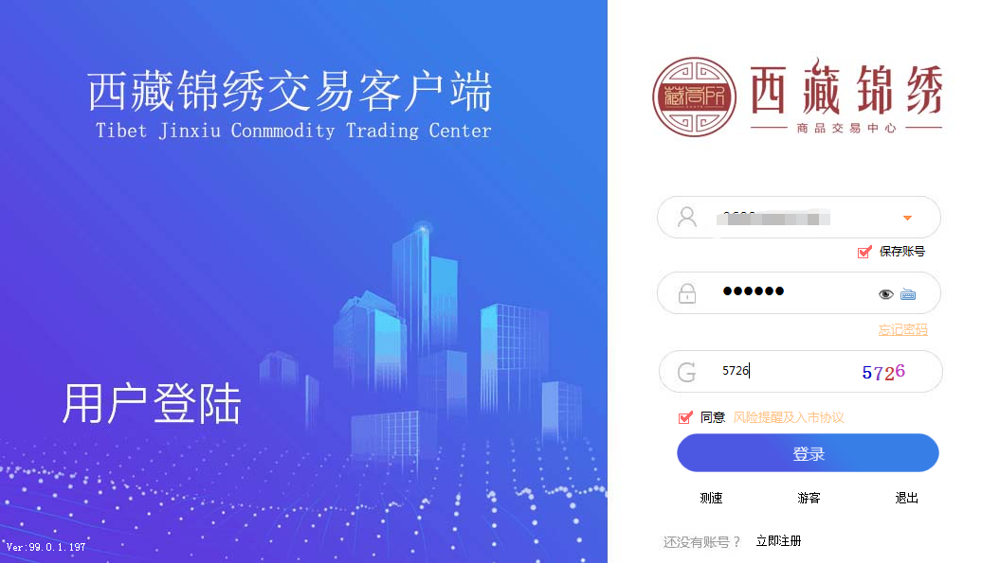 西藏锦绣交易客户端
Tibet Jinxiu Conmmodity Trading Center
用户登陆
Ver:99.0.1.197
西藏锦绣
商品交易中心
保存账号
●●●●●●
忘记密码
5726
5726
同意 风险提醒及入市协议
登录
测速 游客 退出
还没有账号？ 立即注册